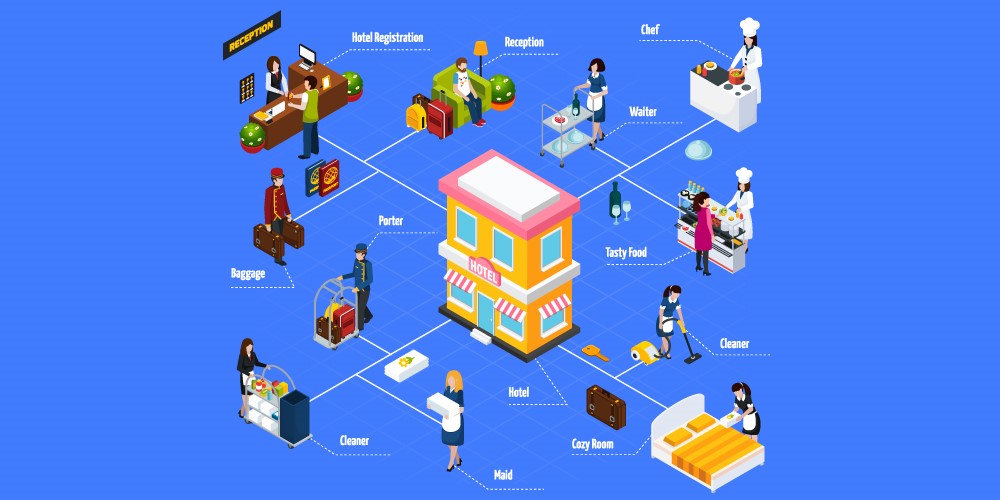 RECEPTION
Hotel Registration
Reception
Chef
Waiter
Porter
Tasty Food
Baggage
HOTEL
Cleaner
Hotel
Cleaner
Cozy Room
Maid